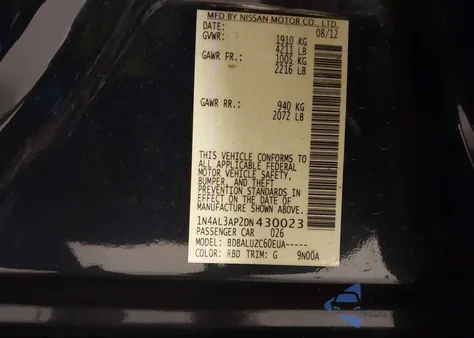 MFD BY NISSAN MOTOR CO., LTD.
DATE: 08/12
GVWR: 1910 KG
4211 LB
GAWR FR.: 1005 KG
2216 LB
GAWR RR.: 940 KG
2072 LB
THIS VEHICLE CONFORMS TO
ALL APPLICABLE FEDERAL
MOTOR VEHICLE SAFETY,
BUMPER, AND THEFT
PREVENTION STANDARDS IN
EFFECT ON THE DATE OF
MANUFACTURE SHOWN ABOVE.
1N4AL3AP2DN430023
PASSENGER CAR 026
MODEL: BDBALUZC60EUA-----
COLOR: RBD TRIM: G 9N00A